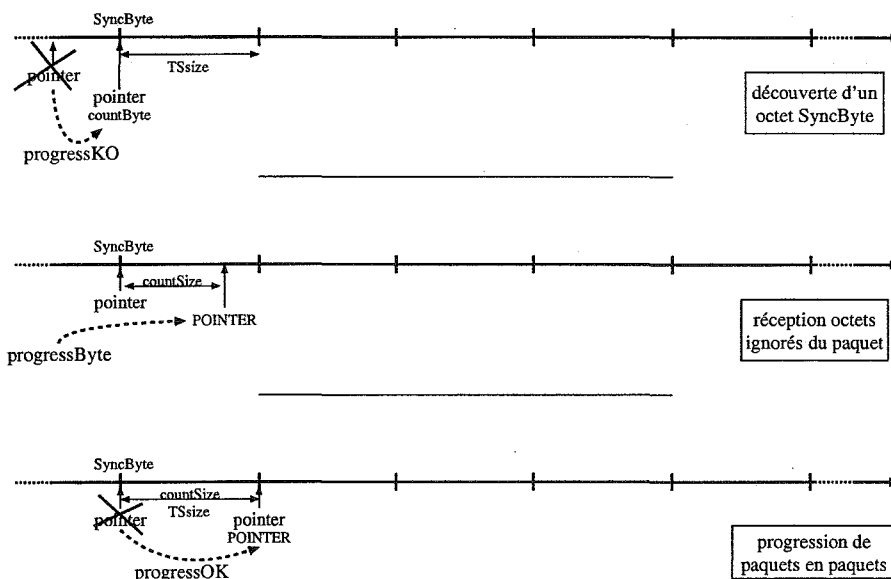 SyncByte
pointer
TSsize
pointer
countByte
progressKO
découverte d'un
octet SyncByte
SyncByte
countSize
pointer
POINTER
progressByte
réception octets
ignorés du paquet
SyncByte
countSize
TSsize
pointer
pointer
POINTER
progressOK
progression de
paquets en paquets